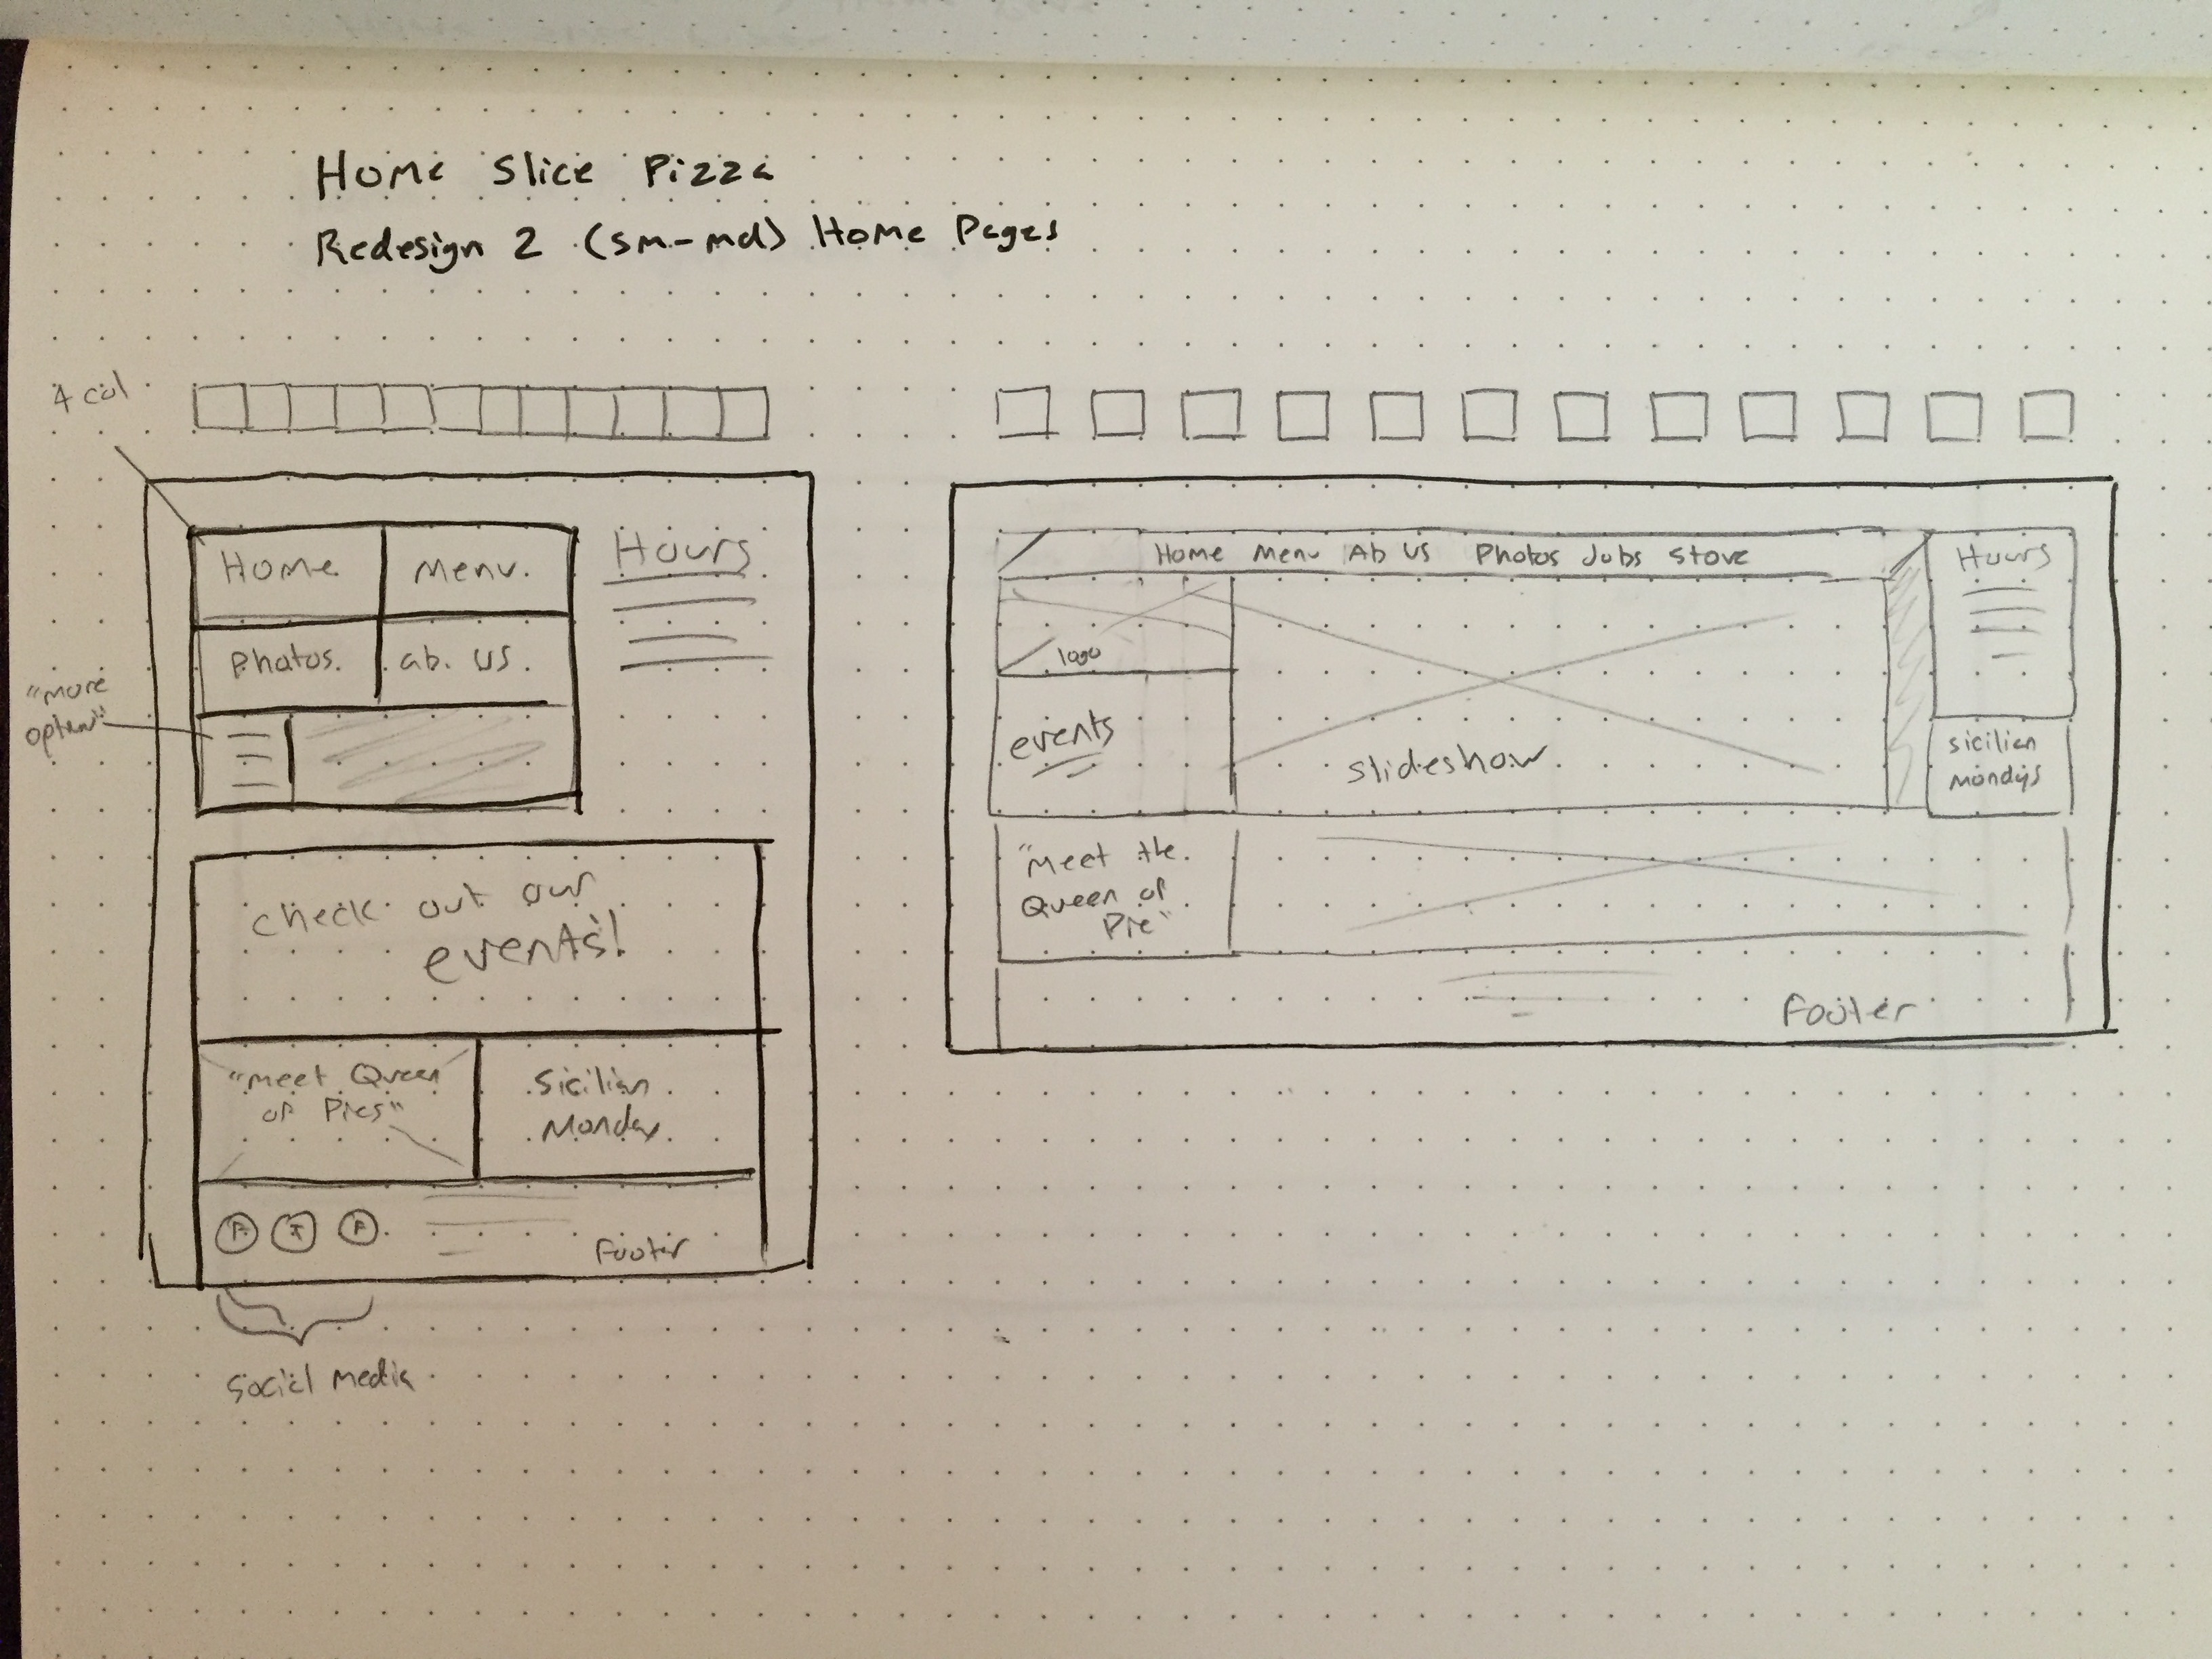 Home Slice Pizza
Redesign 2 (sm-md) Home Pages
4 col
Home
Menu.
Hours
Photos.
ab. us.
"more
option"
check out our
events!
"meet Queen
of Pies"
Sicilian
Monday.
Footer
social media
Home Menu Ab us Photos Jobs Store
Hours
logo
events
slideshow
sicilian
Mondays
"Meet the
Queen of
Pie"
Footer